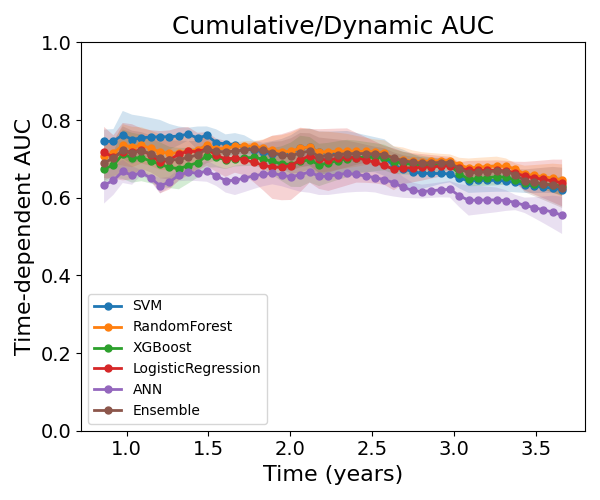 Cumulative/Dynamic AUC
1.0
0.8
0.6
0.4
0.2
0.0
Time-dependent AUC
SVM
RandomForest
XGBoost
LogisticRegression
ANN
Ensemble
1.0 1.5 2.0 2.5 3.0 3.5
Time (years)